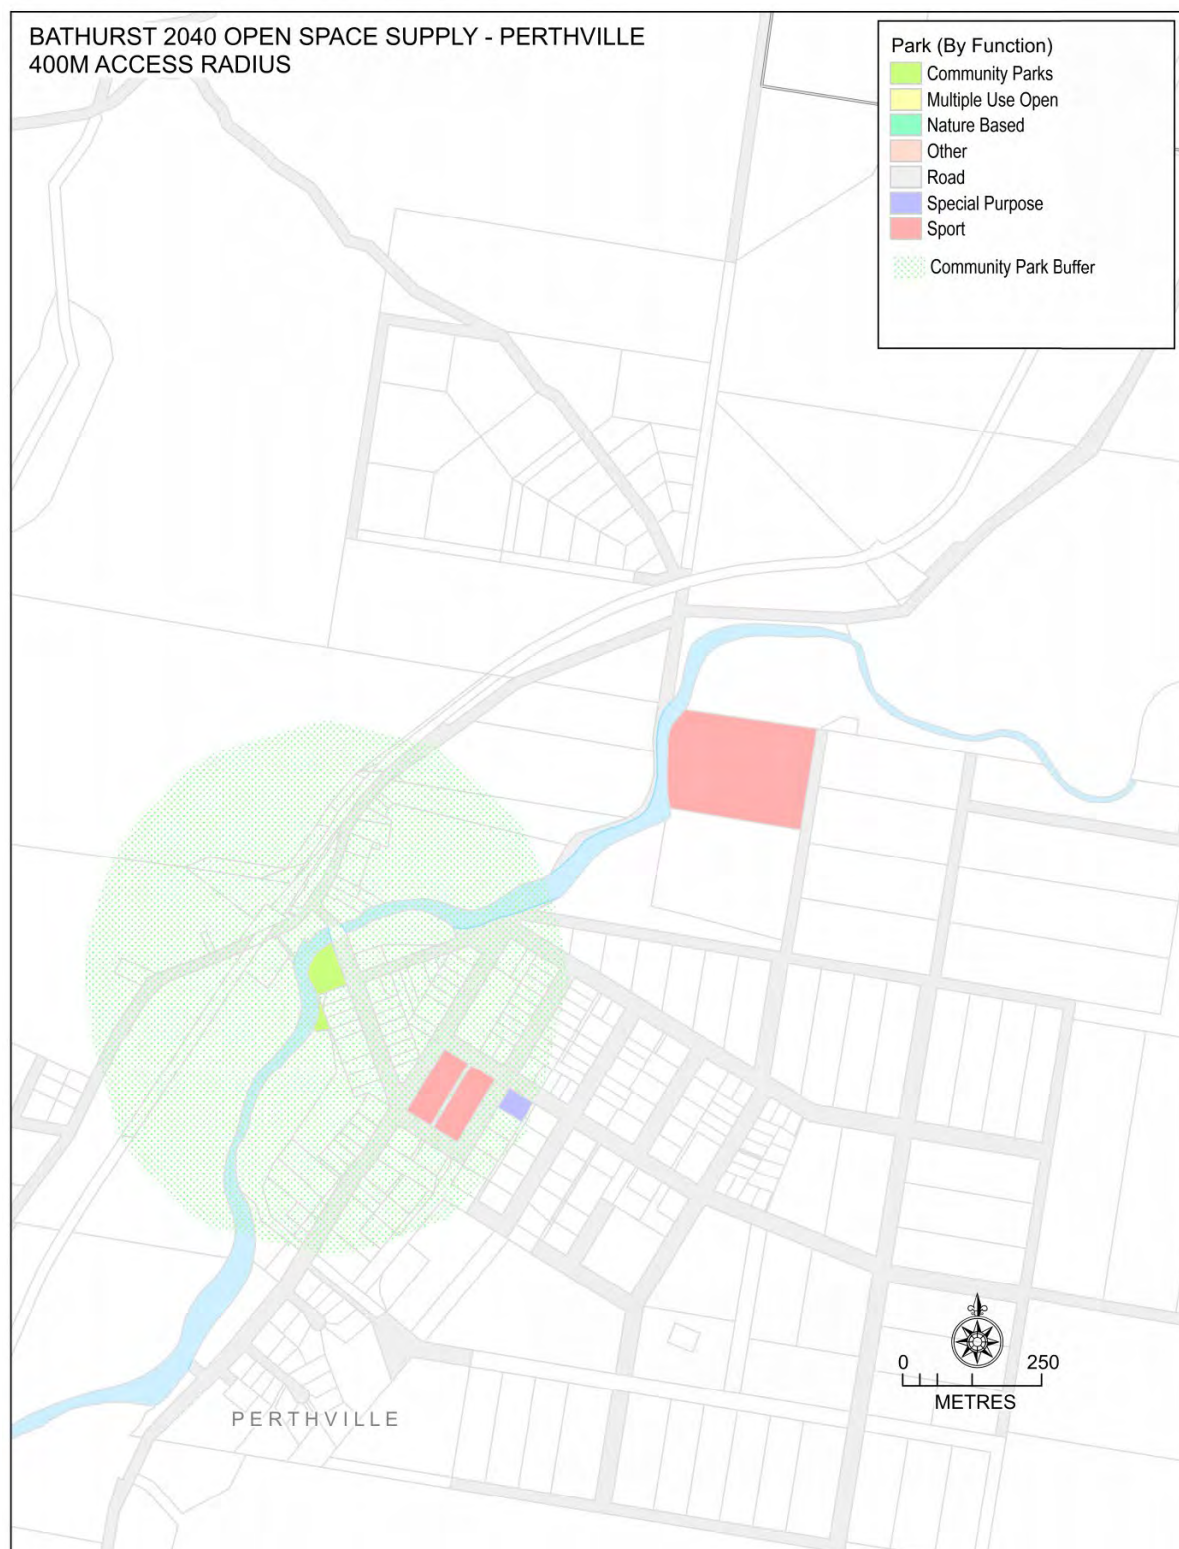 BATHURST 2040 OPEN SPACE SUPPLY - PERTHVILLE
400M ACCESS RADIUS
Park (By Function)
Community Parks
Multiple Use Open
Nature Based
Other
Road
Special Purpose
Sport
Community Park Buffer
0 250
METRES
PERTHVILLE